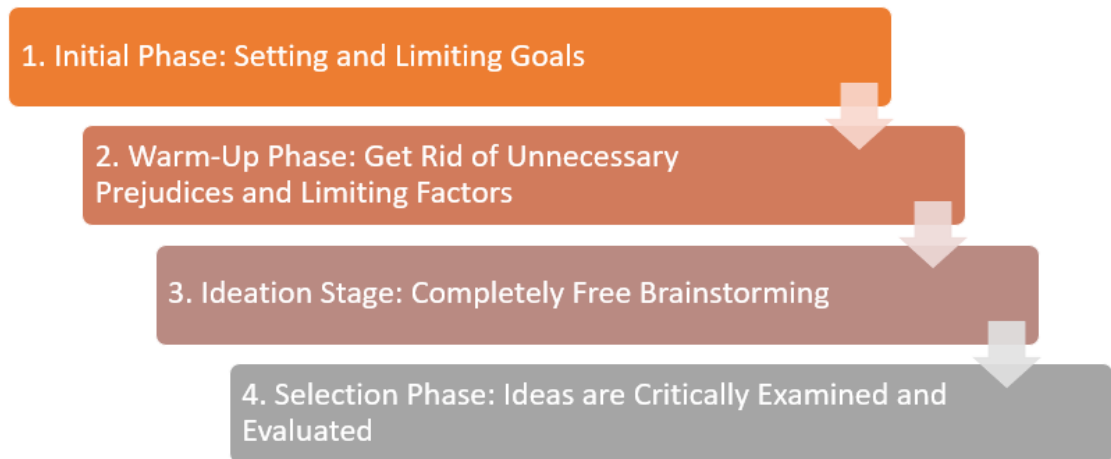 1. Initial Phase: Setting and Limiting Goals
2. Warm-Up Phase: Get Rid of Unnecessary
Prejudices and Limiting Factors
3. Ideation Stage: Completely Free Brainstorming
4. Selection Phase: Ideas are Critically Examined and
Evaluated